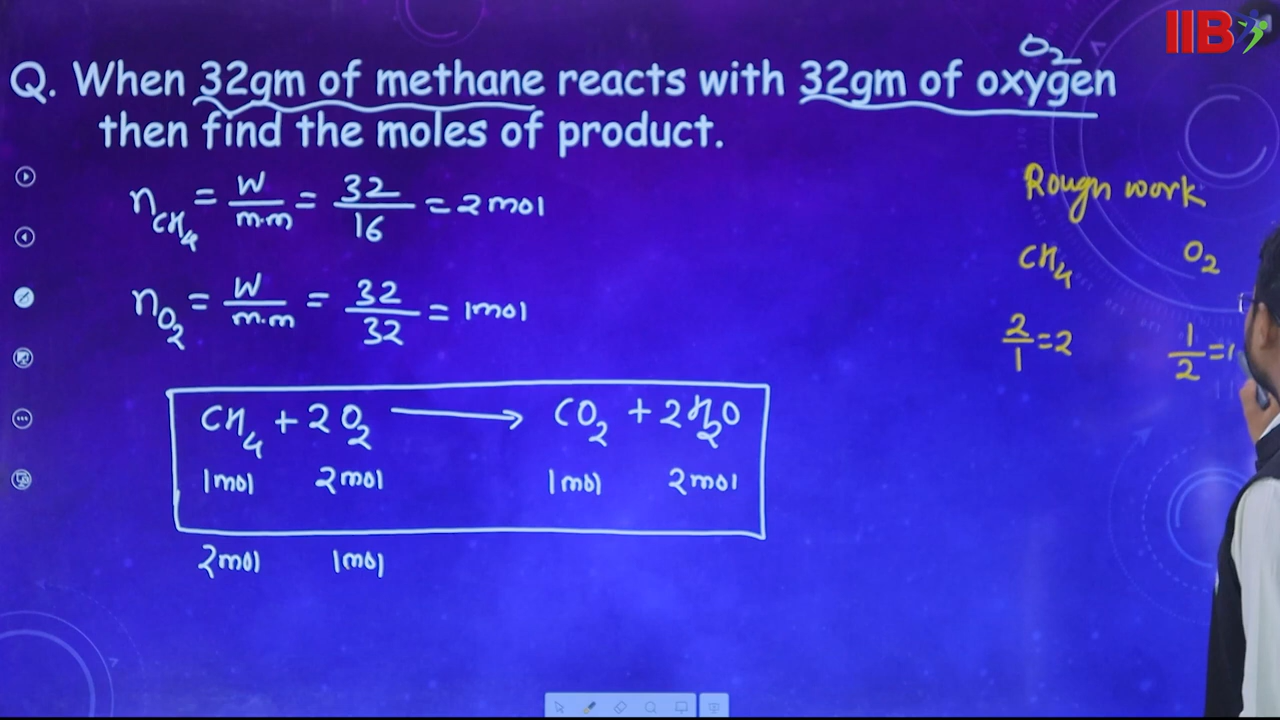 IIB
O2
Q. When 32gm of methane reacts with 32gm of oxygen
then find the moles of product.
nCH4 = W/m.m = 32/16 = 2 mol
nO2 = W/m.m = 32/32 = 1 mol
CH4 + 2O2 ⟶ CO2 + 2H2O
1mol 2mol 1mol 2mol
2mol 1mol
Rough work
CH4 O2
2/1 = 2 1/2 =